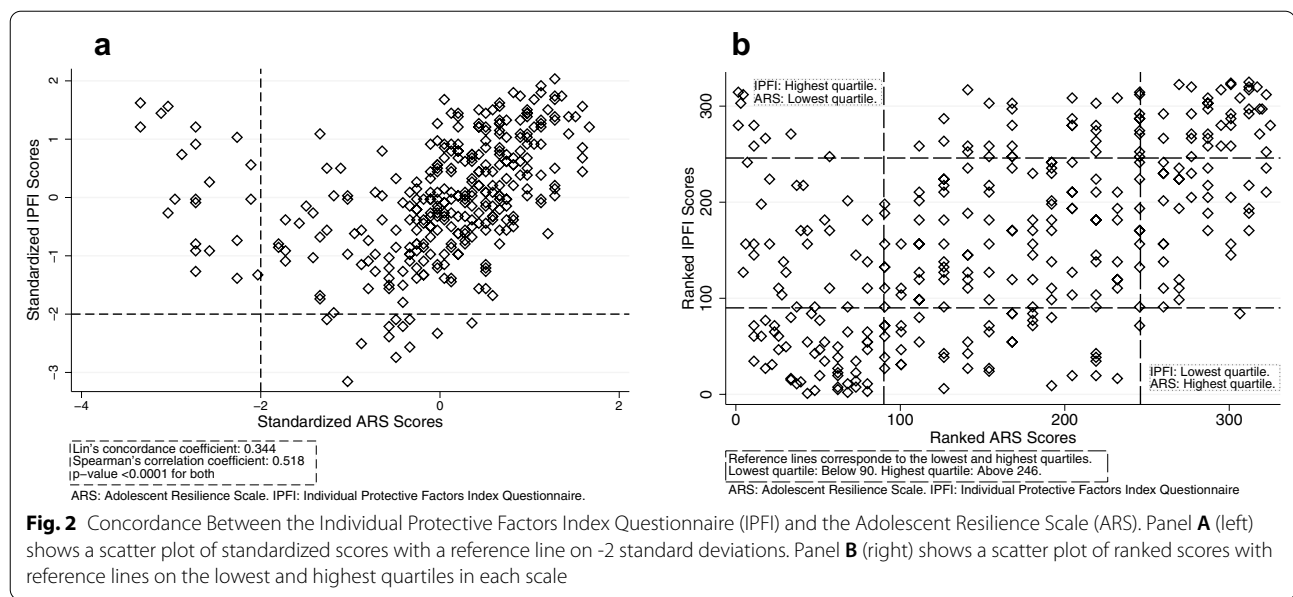 a
Standardized IPFI Scores
2
1
0
−1
−2
−3
−4
−2
0
2
Standardized ARS Scores
Lin's concordance coefficient: 0.344
Spearman's correlation coefficient: 0.518
p−value <0.0001 for both
ARS: Adolescent Resilience Scale. IPFI: Individual Protective Factors Index Questionnaire.
b
IPFI: Highest quartile.
ARS: Lowest quartile.
Ranked IPFI Scores
300
200
100
0
IPFI: Lowest quartile.
ARS: Highest quartile.
0
100
200
300
Ranked ARS Scores
Reference lines corresponde to the lowest and highest quartiles.
Lowest quartile: Below 90. Highest quartile: Above 246.
ARS: Adolescent Resilience Scale. IPFI: Individual Protective Factors Index Questionnaire
Fig. 2 Concordance Between the Individual Protective Factors Index Questionnaire (IPFI) and the Adolescent Resilience Scale (ARS). Panel A (left)
shows a scatter plot of standardized scores with a reference line on -2 standard deviations. Panel B (right) shows a scatter plot of ranked scores with
reference lines on the lowest and highest quartiles in each scale